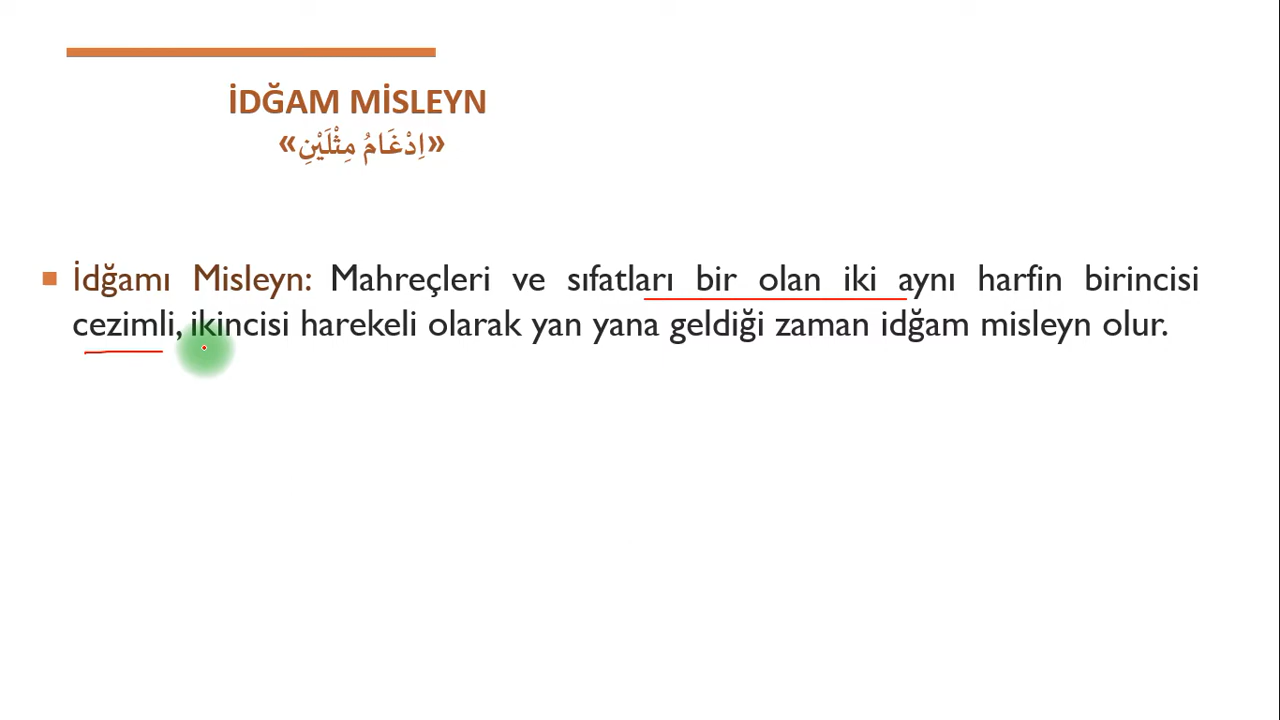 İDĞAM MİSLEYN
«اِدْغَامُ مِثْلَيْنِ»
İdğamı Misleyn: Mahreçleri ve sıfatları bir olan iki aynı harfin birincisi
cezimli, ikincisi harekeli olarak yan yana geldiği zaman idğam misleyn olur.